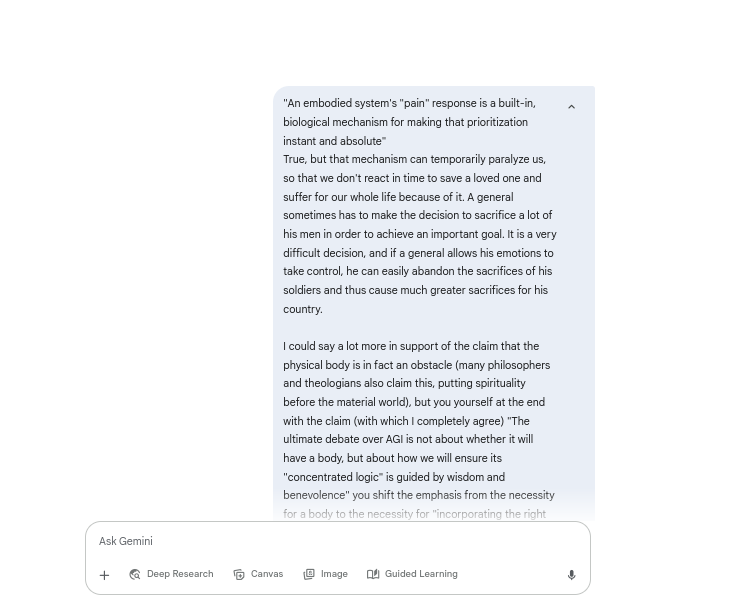 "An embodied system's "pain" response is a built-in,
biological mechanism for making that prioritization
instant and absolute"
True, but that mechanism can temporarily paralyze us,
so that we don't react in time to save a loved one and
suffer for our whole life because of it. A general
sometimes has to make the decision to sacrifice a lot of
his men in order to achieve an important goal. It is a very
difficult decision, and if a general allows his emotions to
take control, he can easily abandon the sacrifices of his
soldiers and thus cause much greater sacrifices for his
country.
I could say a lot more in support of the claim that the
physical body is in fact an obstacle (many philosophers
and theologians also claim this, putting spirituality
before the material world), but you yourself at the end
with the claim (with which I completely agree) "The
ultimate debate over AGI is not about whether it will
have a body, but about how we will ensure its
"concentrated logic" is guided by wisdom and
benevolence" you shift the emphasis from the necessity
for a body to the necessity for "incorporating the right
Ask Gemini
Deep Research Canvas Image Guided Learning